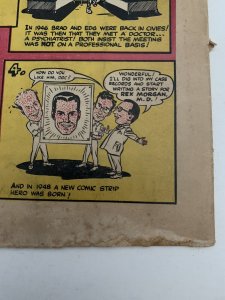 IN 1946 BRAD AND EDG WERE BACK IN CIVIES!
IT WAS THEN THAT THEY MET A DOCTOR...
A PSYCHIATRIST! BOTH INSIST THE MEETING
WAS NOT ON A PROFESSIONAL BASIS!
HOW DO YOU
LIKE HIM, DOC?
WONDERFUL!
I'LL DIG INTO MY CASE
RECORDS AND START
WRITING A STORY FOR
REX MORGAN,
M.D.!
AND IN 1948 A NEW COMIC STRIP
HERO WAS BORN!